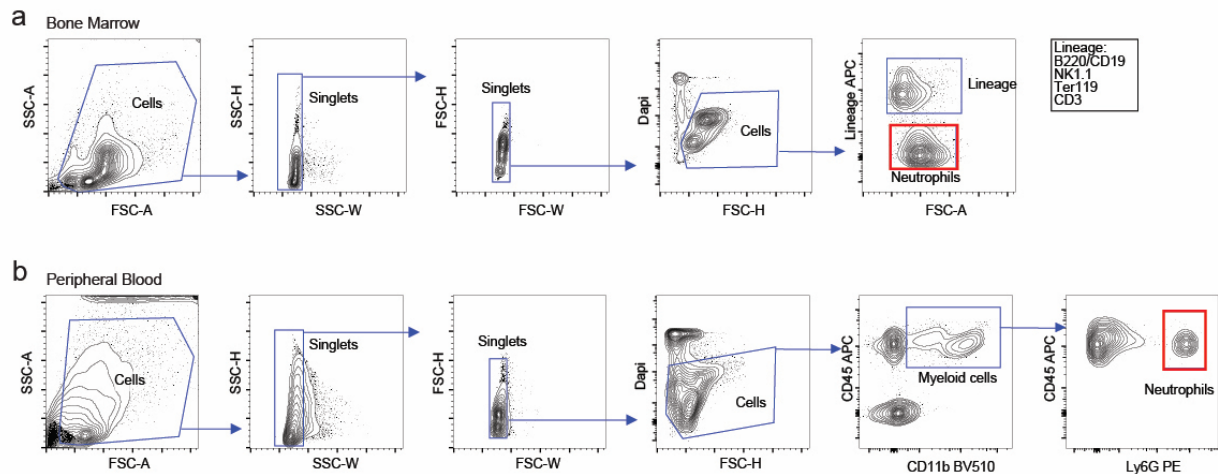 a
Bone Marrow
SSC-A
Cells
FSC-A
SSC-H
Singlets
SSC-W
FSC-H
Singlets
FSC-W
Dapi
Cells
FSC-H
Lineage APC
Lineage
Neutrophils
FSC-A
Lineage:
B220/CD19
NK1.1
Ter119
CD3
b
Peripheral Blood
SSC-A
Cells
FSC-A
SSC-H
Singlets
SSC-W
FSC-H
Singlets
FSC-W
Dapi
Cells
FSC-H
CD45 APC
Myeloid cells
CD11b BV510
CD45 APC
Neutrophils
Ly6G PE